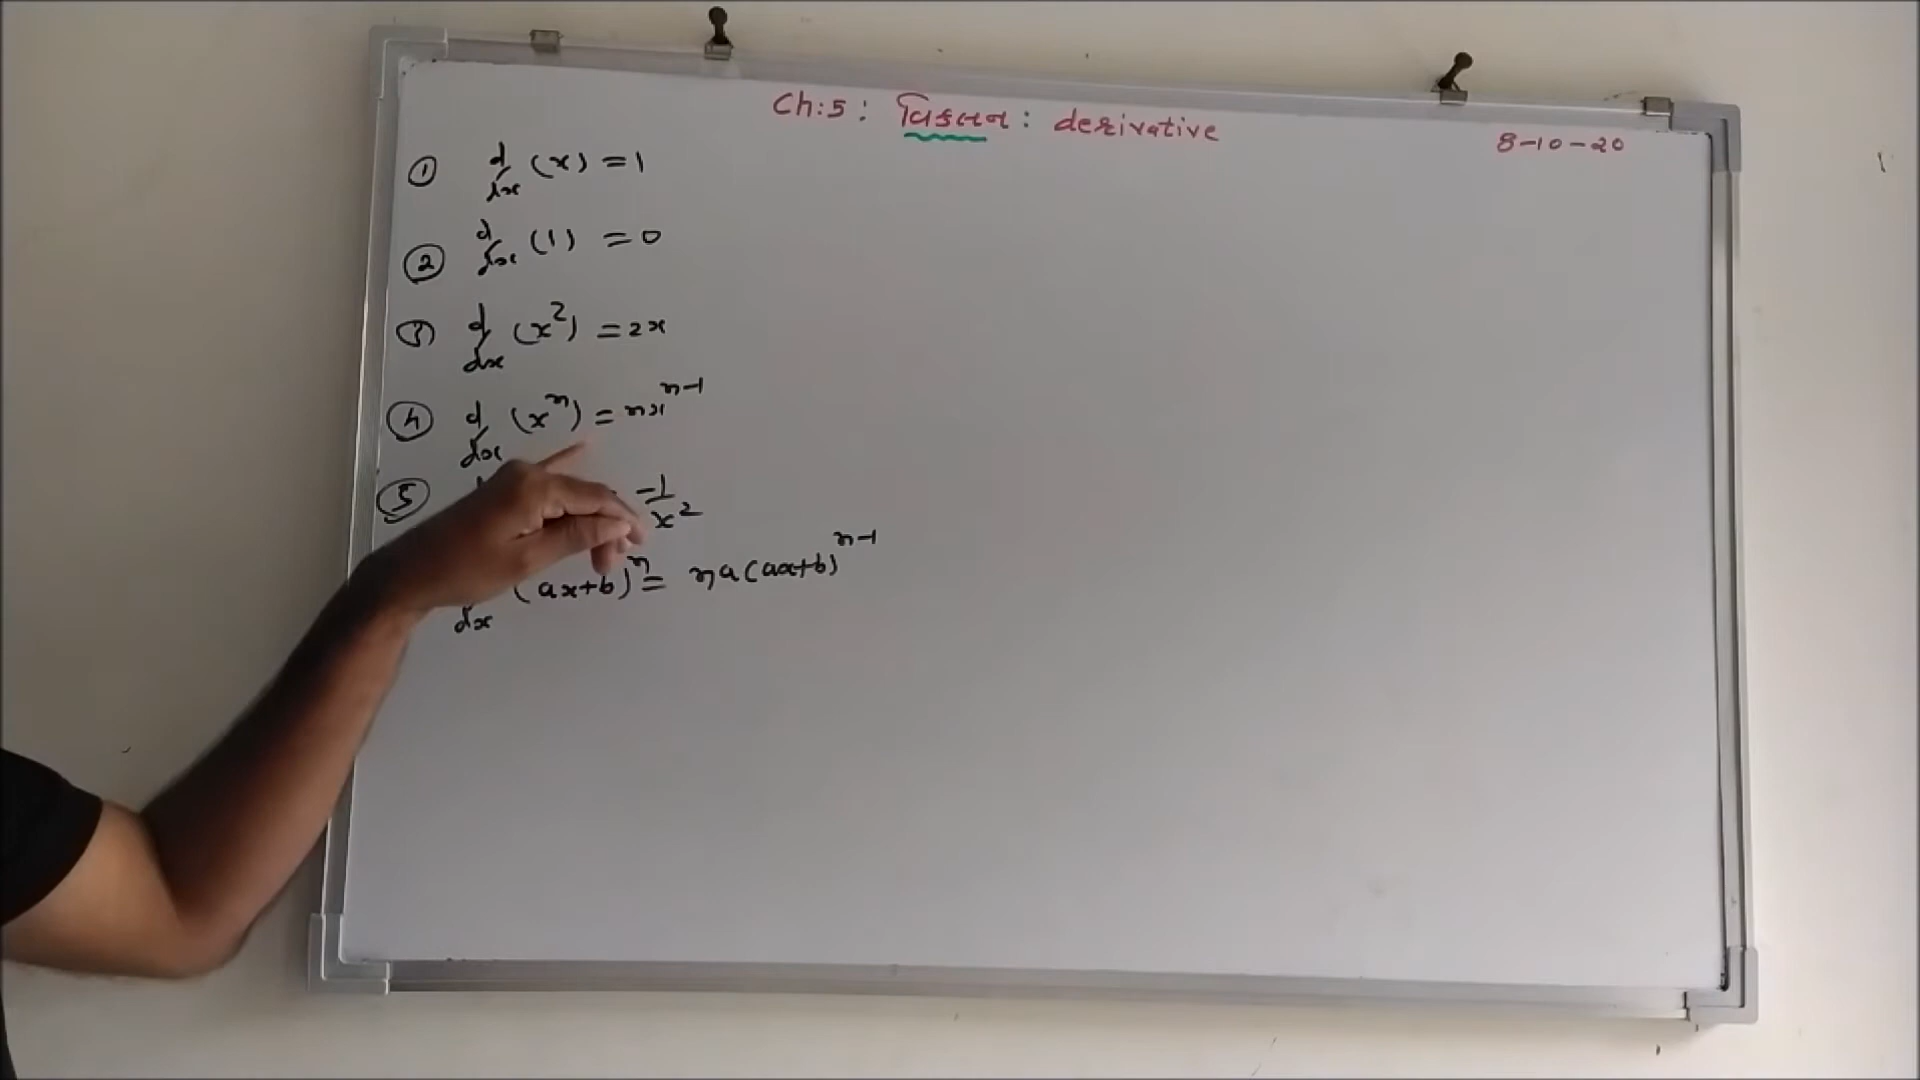 Ch:5 : વિકલન : derivative
8-10-20
① d/dx (x) = 1
② d/dx (1) = 0
③ d/dx (x²) = 2x
④ d/dx (xⁿ) = nxⁿ⁻¹
⑤ = -1/x²
d/dx (ax+b)ⁿ = na(ax+b)ⁿ⁻¹